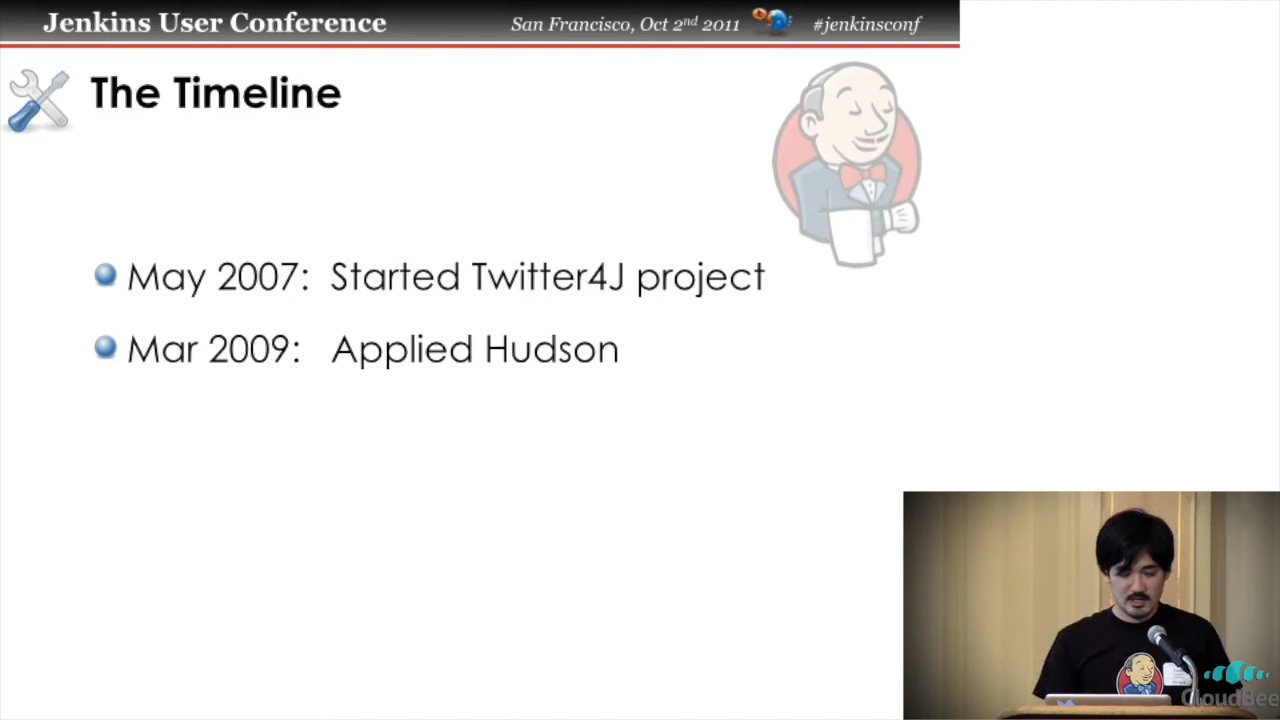 Jenkins User Conference
San Francisco, Oct 2nd 2011
#jenkinsconf
The Timeline
May 2007: Started Twitter4J project
Mar 2009: Applied Hudson
CloudBee